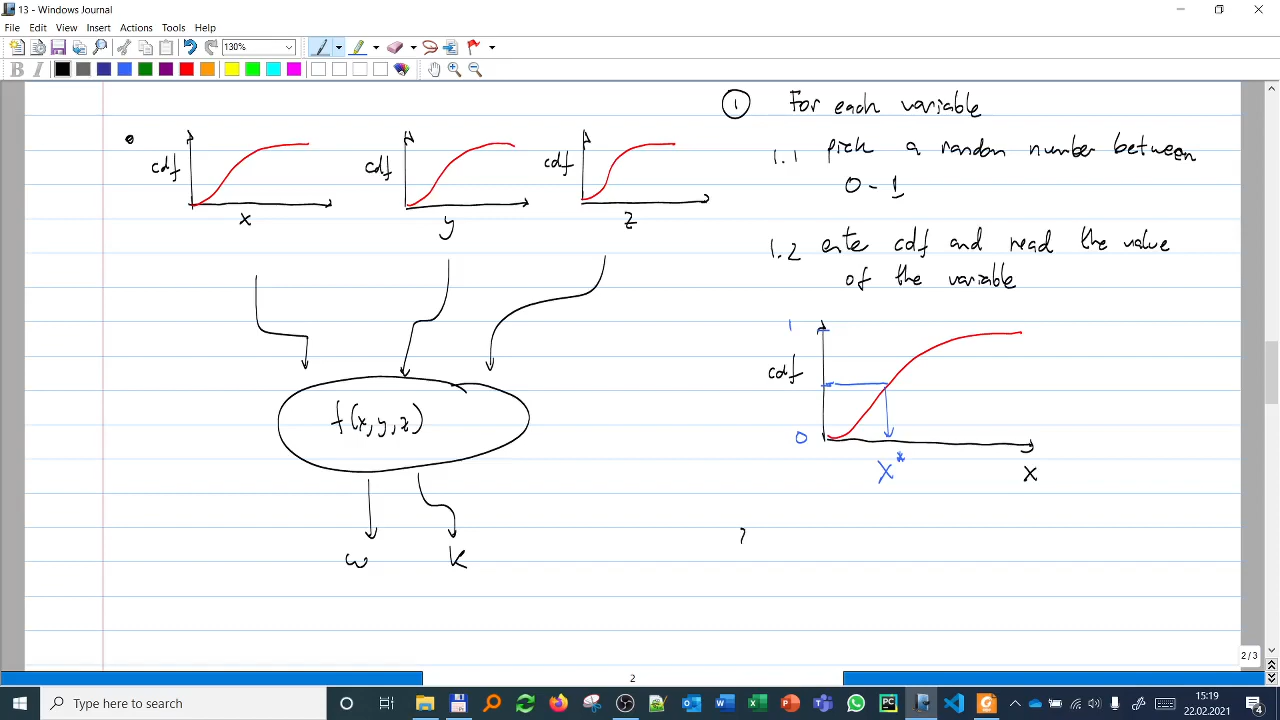 13 - Windows Journal
File Edit View Insert Actions Tools Help
130%
B I
① For each variable
1.1 pick a random number between
0 - 1
1.2 ente cdf and read the value
of the variable
cdf
x
cdf
y
cdf
z
f(x,y,z)
w k
1
cdf
0
X*
X
2/3
2
Type here to search
15:19
22.02.2021